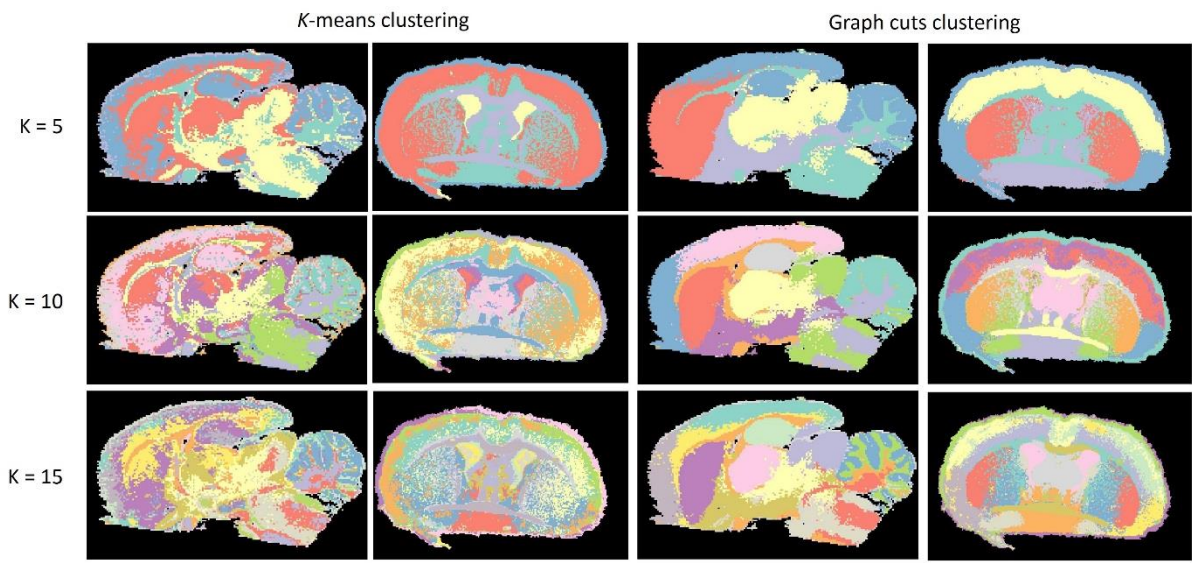 K-means clustering
Graph cuts clustering
K = 5
K = 10
K = 15